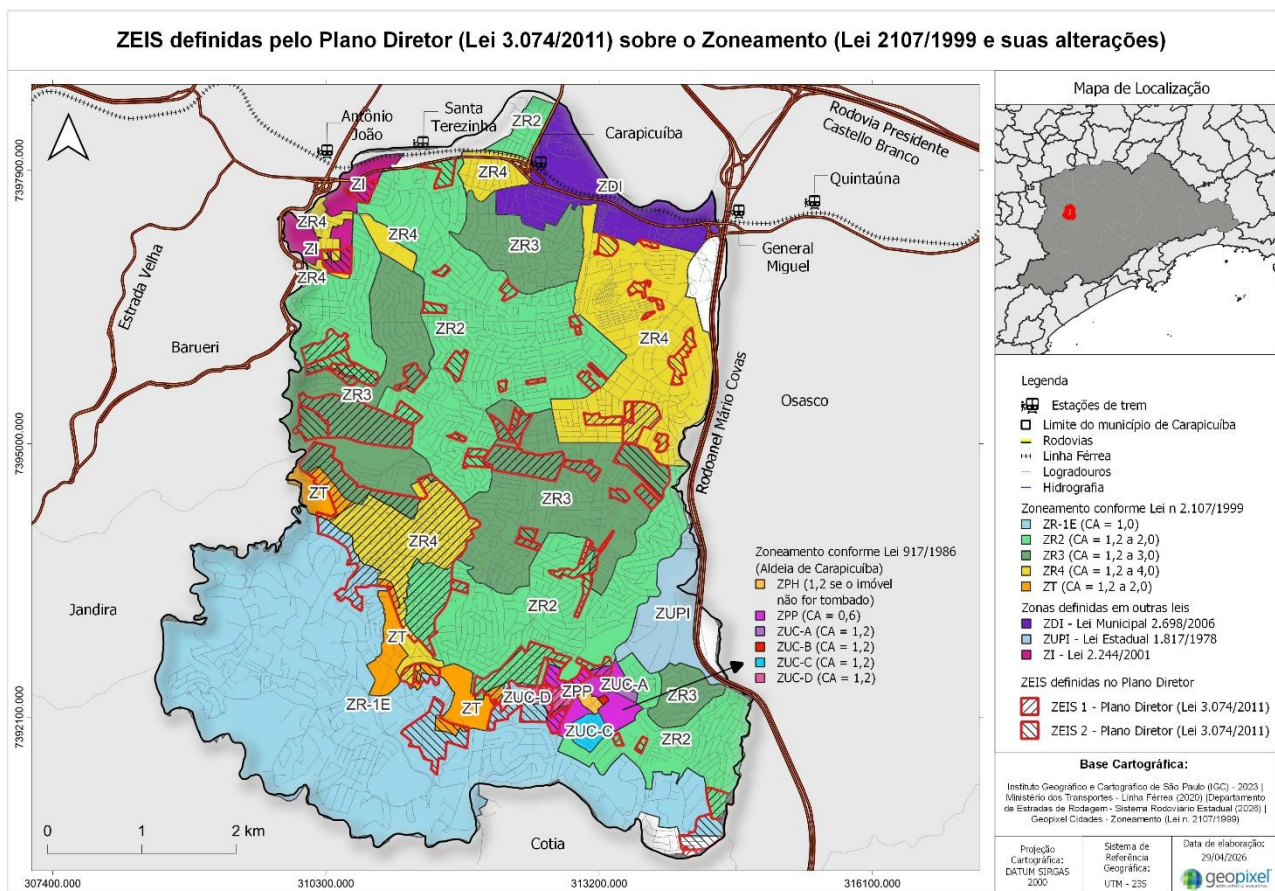 ZEIS definidas pelo Plano Diretor (Lei 3.074/2011) sobre o Zoneamento (Lei 2107/1999 e suas alterações)
Antônio
João
Santa
Terezinha
ZR2
Carapicuíba
Rodovia Presidente
Castello Branco
ZI
ZR4
ZDI
Quintaúna
ZR4
ZR4
ZI
ZR3
General
Miguel
ZR4
Estrada Velha
ZR2
ZR4
Barueri
ZR3
Osasco
Rodoanel Mário Covas
ZT
ZR3
ZR4
Jandira
ZR2
ZUPI
ZT
ZUC-A
ZPP
ZUC-D
ZR3
ZR-1E
ZT
ZUC-C
ZR2
Cotia
0 1 2 km
7397900.000
7395000.000
7392100.000
307400.000
310300.000
313200.000
316100.000
Zoneamento conforme Lei 917/1986
(Aldeia de Carapicuíba)
ZPH (1,2 se o imóvel
não for tombado)
ZPP (CA = 0,6)
ZUC-A (CA = 1,2)
ZUC-B (CA = 1,2)
ZUC-C (CA = 1,2)
ZUC-D (CA = 1,2)
Mapa de Localização
Legenda
Estações de trem
Limite do município de Carapicuíba
Rodovias
Linha Férrea
Logradouros
Hidrografia
Zoneamento conforme Lei n 2.107/1999
ZR-1E (CA = 1,0)
ZR2 (CA = 1,2 a 2,0)
ZR3 (CA = 1,2 a 3,0)
ZR4 (CA = 1,2 a 4,0)
ZT (CA = 1,2 a 2,0)
Zonas definidas em outras leis
ZDI - Lei Municipal 2.698/2006
ZUPI - Lei Estadual 1.817/1978
ZI - Lei 2.244/2001
ZEIS definidas no Plano Diretor
ZEIS 1 - Plano Diretor (Lei 3.074/2011)
ZEIS 2 - Plano Diretor (Lei 3.074/2011)
Base Cartográfica:
Instituto Geográfico e Cartográfico de São Paulo (IGC) - 2023 |
Ministério dos Transportes - Linha Férrea (2020) |Departamento
de Estradas de Rodagem - Sistema Rodoviário Estadual (2026) |
Geopixel Cidades - Zoneamento (Lei n. 2107/1999)
Projeção
Cartográfica:
DATUM SIRGAS
2000
Sistema de
Referência
Geográfica:
UTM - 23S
Data de elaboração:
29/04/2026
geopixel